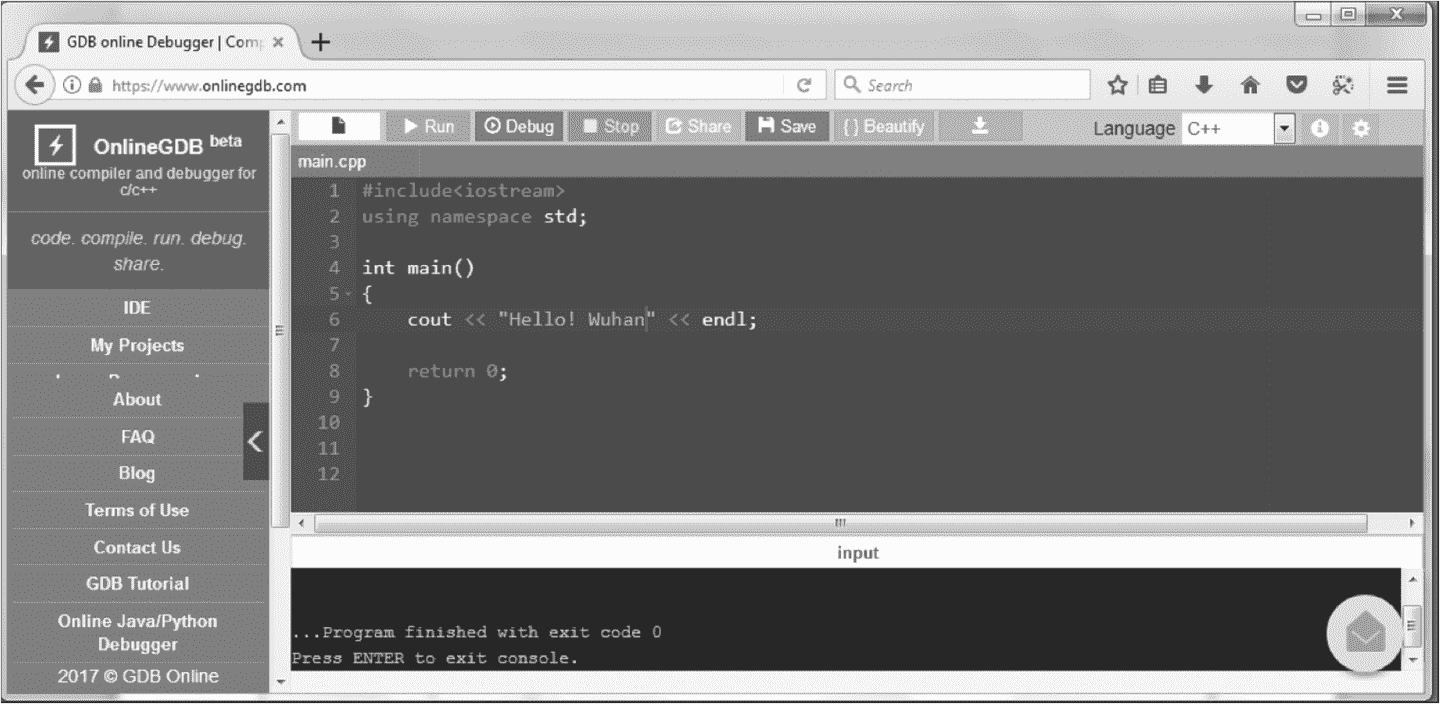 GDB online Debugger | Comp
https://www.onlinegdb.com
Search
OnlineGDB beta
online compiler and debugger for
c/c++
code. compile. run. debug.
share.
IDE
My Projects
About
FAQ
Blog
Terms of Use
Contact Us
GDB Tutorial
Online Java/Python
Debugger
2017 © GDB Online
Run Debug Stop Share Save { } Beautify Language C++
main.cpp
1 #include<iostream>
2 using namespace std;
3
4 int main()
5 {
6 cout << "Hello! Wuhan" << endl;
7
8 return 0;
9 }
10
11
12
input
...Program finished with exit code 0
Press ENTER to exit console.